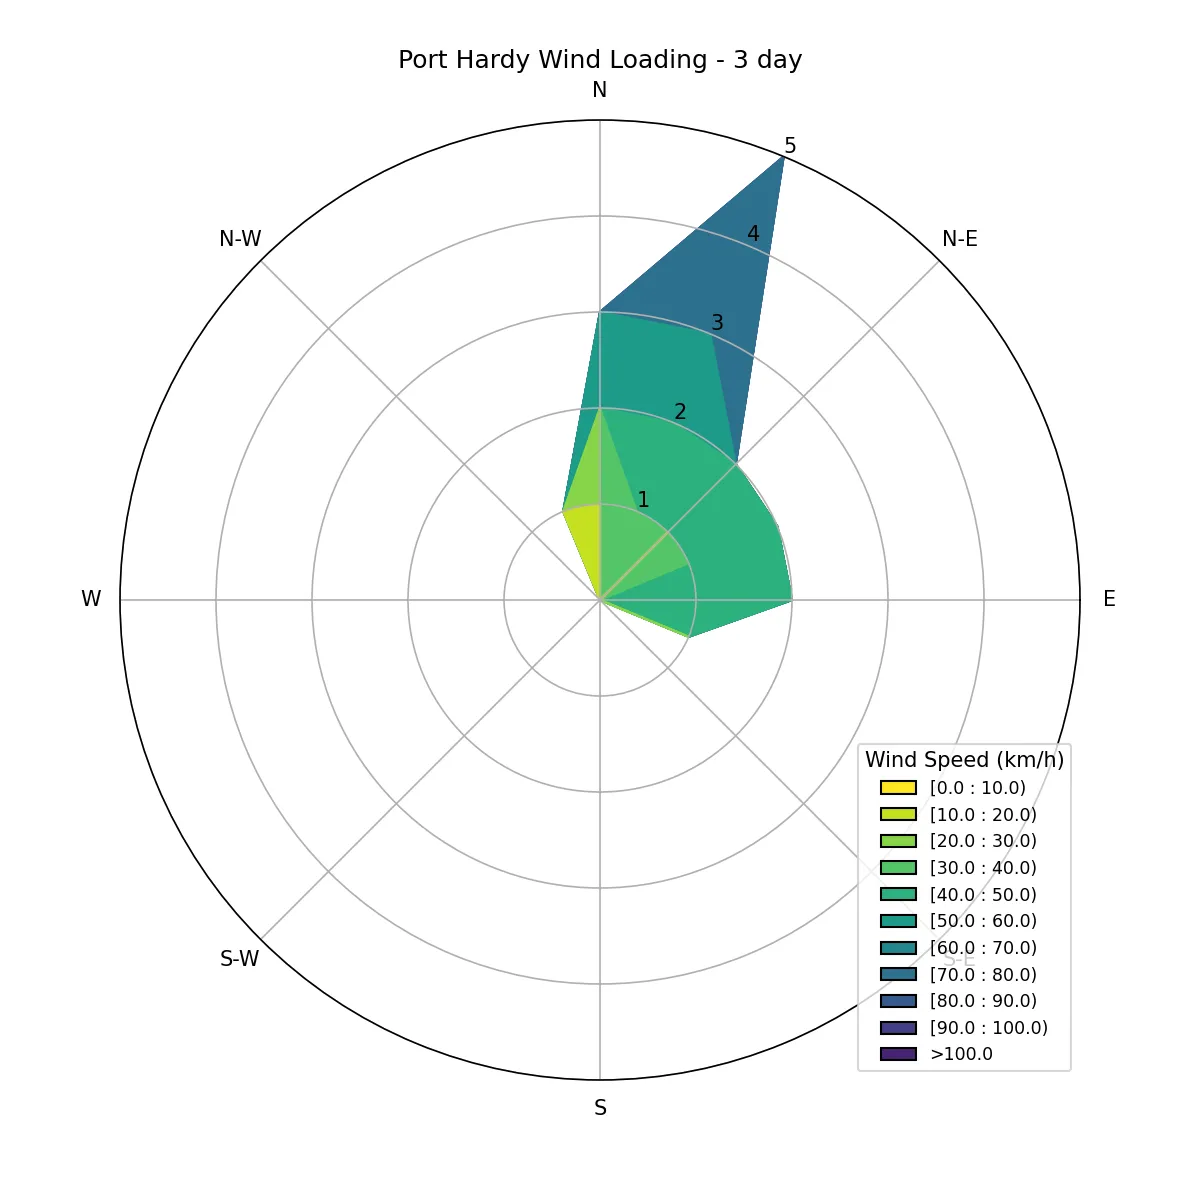 Port Hardy Wind Loading - 3 day
N
5
N-W
4
N-E
3
2
1
W
E
Wind Speed (km/h)
[0.0 : 10.0)
[10.0 : 20.0)
[20.0 : 30.0)
[30.0 : 40.0)
[40.0 : 50.0)
[50.0 : 60.0)
[60.0 : 70.0)
[70.0 : 80.0)
[80.0 : 90.0)
[90.0 : 100.0)
>100.0
S-W
S-E
S